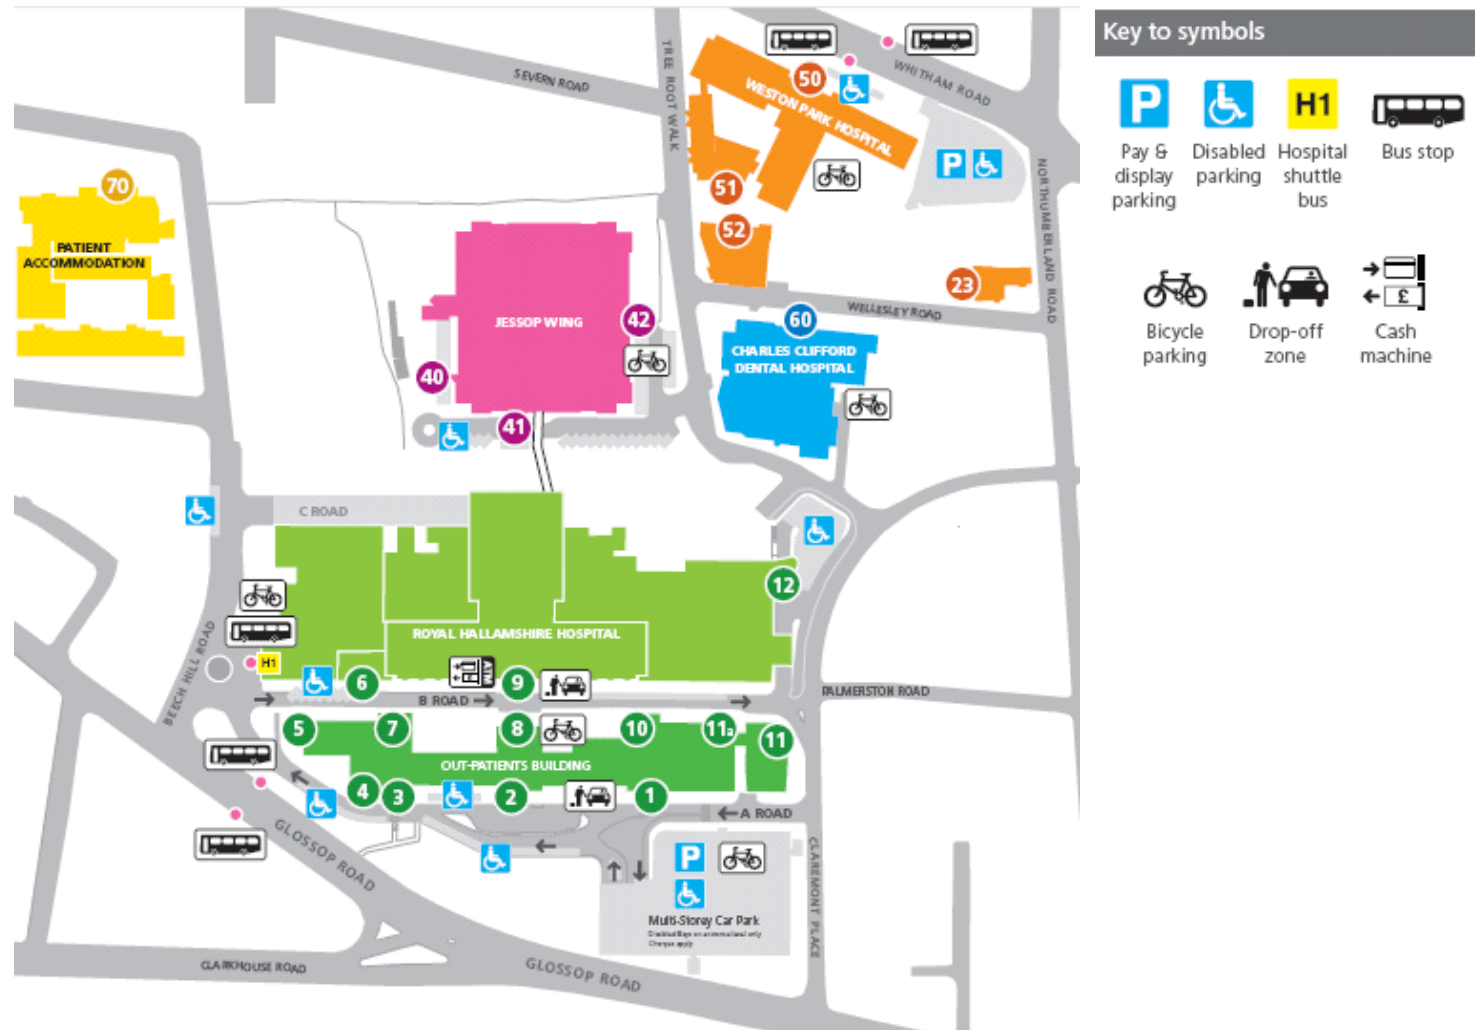 Key to symbols
P
Pay &
display
parking
Disabled
parking
H1
Hospital
shuttle
bus
Bus stop
Bicycle
parking
Drop-off
zone
£
Cash
machine
SEVERN ROAD
TREE ROOT WALK
WHITHAM ROAD
NORTHUMBERLAND ROAD
50
WESTON PARK HOSPITAL
P
51
52
23
WELLESLEY ROAD
70
PATIENT
ACCOMMODATION
JESSOP WING
42
40
41
60
CHARLES CLIFFORD
DENTAL HOSPITAL
C ROAD
12
ROYAL HALLAMSHIRE HOSPITAL
BEECH HILL ROAD
H1
6
9
B ROAD
PALMERSTON ROAD
5
7
8
10
11a
11
OUT-PATIENTS BUILDING
4
3
2
1
A ROAD
GLOSSOP ROAD
P
Multi-Storey Car Park
Charges apply
CLAREMONT PLACE
CLARKHOUSE ROAD
GLOSSOP ROAD